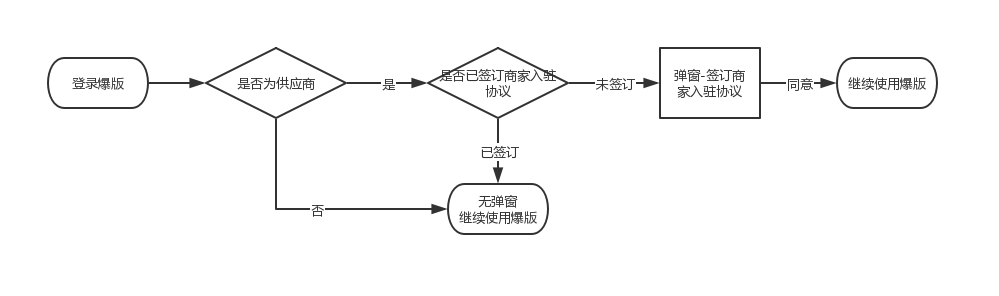 登录爆版
是否为供应商
是
是否已签订商家入驻
协议
未签订
弹窗-签订商
家入驻协议
同意
继续使用爆版
已签订
否
无弹窗
继续使用爆版